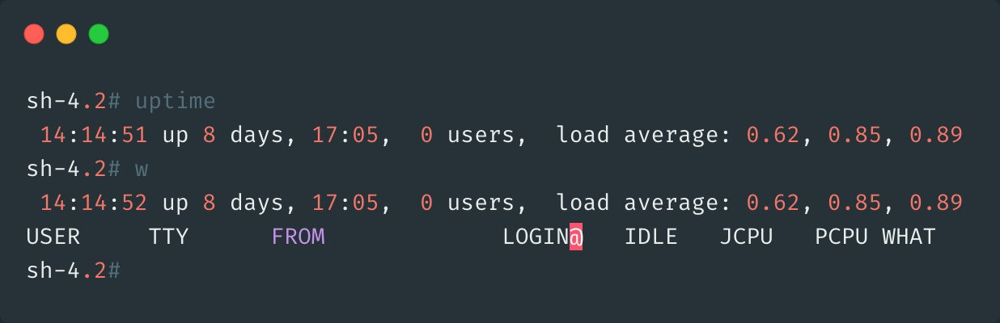 sh-4.2# uptime
 14:14:51 up 8 days, 17:05,  0 users,  load average: 0.62, 0.85, 0.89
sh-4.2# w
 14:14:52 up 8 days, 17:05,  0 users,  load average: 0.62, 0.85, 0.89
USER     TTY      FROM             LOGIN@   IDLE   JCPU   PCPU WHAT
sh-4.2#